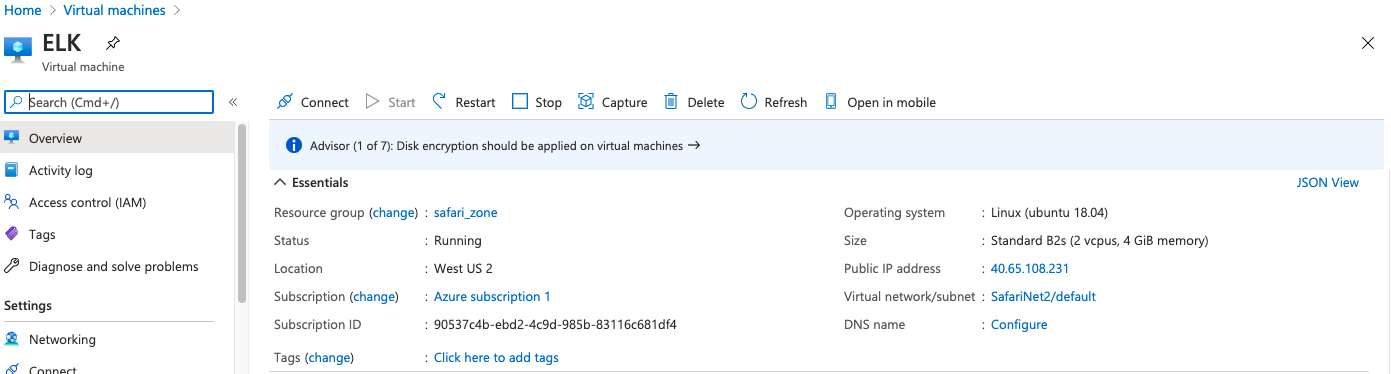 Home > Virtual machines >
ELK
Virtual machine
Search (Cmd+/)
«
Connect Start Restart Stop Capture Delete Refresh Open in mobile
Overview
Advisor (1 of 7): Disk encryption should be applied on virtual machines →
Activity log
Essentials JSON View
Access control (IAM)
Tags
Diagnose and solve problems
Settings
Networking
Connect
Resource group (change) : safari_zone
Status : Running
Location : West US 2
Subscription (change) : Azure subscription 1
Subscription ID : 90537c4b-ebd2-4c9d-985b-83116c681df4
Tags (change) : Click here to add tags
Operating system : Linux (ubuntu 18.04)
Size : Standard B2s (2 vcpus, 4 GiB memory)
Public IP address : 40.65.108.231
Virtual network/subnet : SafariNet2/default
DNS name : Configure